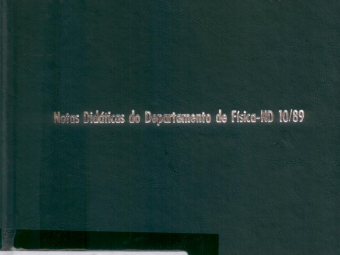 Notas Didáticas do Departamento de Física-ND 10/89